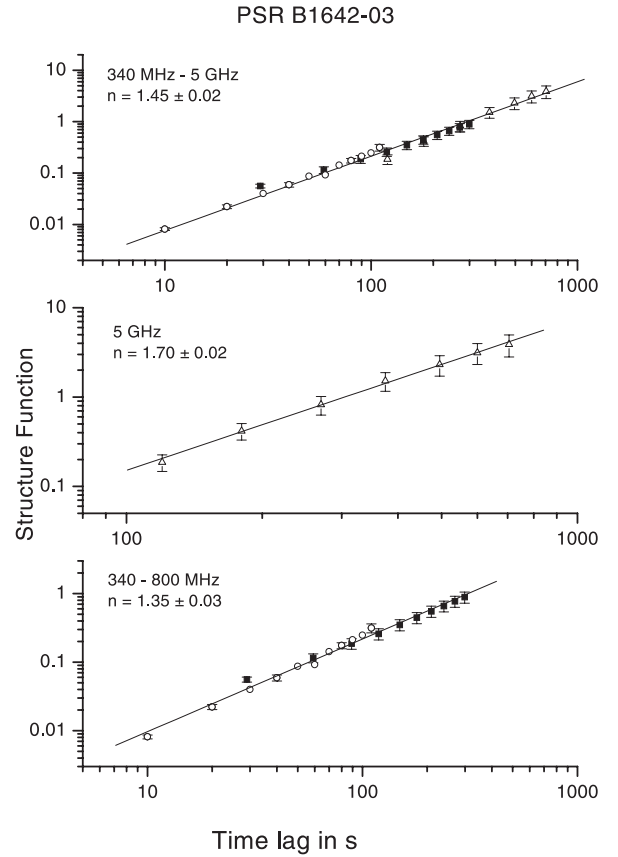 PSR B1642-03
340 MHz - 5 GHz
n = 1.45 ± 0.02
10
1
0.1
0.01
10 100 1000
5 GHz
n = 1.70 ± 0.02
10
1
0.1
100 1000
Structure Function
340 - 800 MHz
n = 1.35 ± 0.03
1
0.1
0.01
10 100 1000
Time lag in s